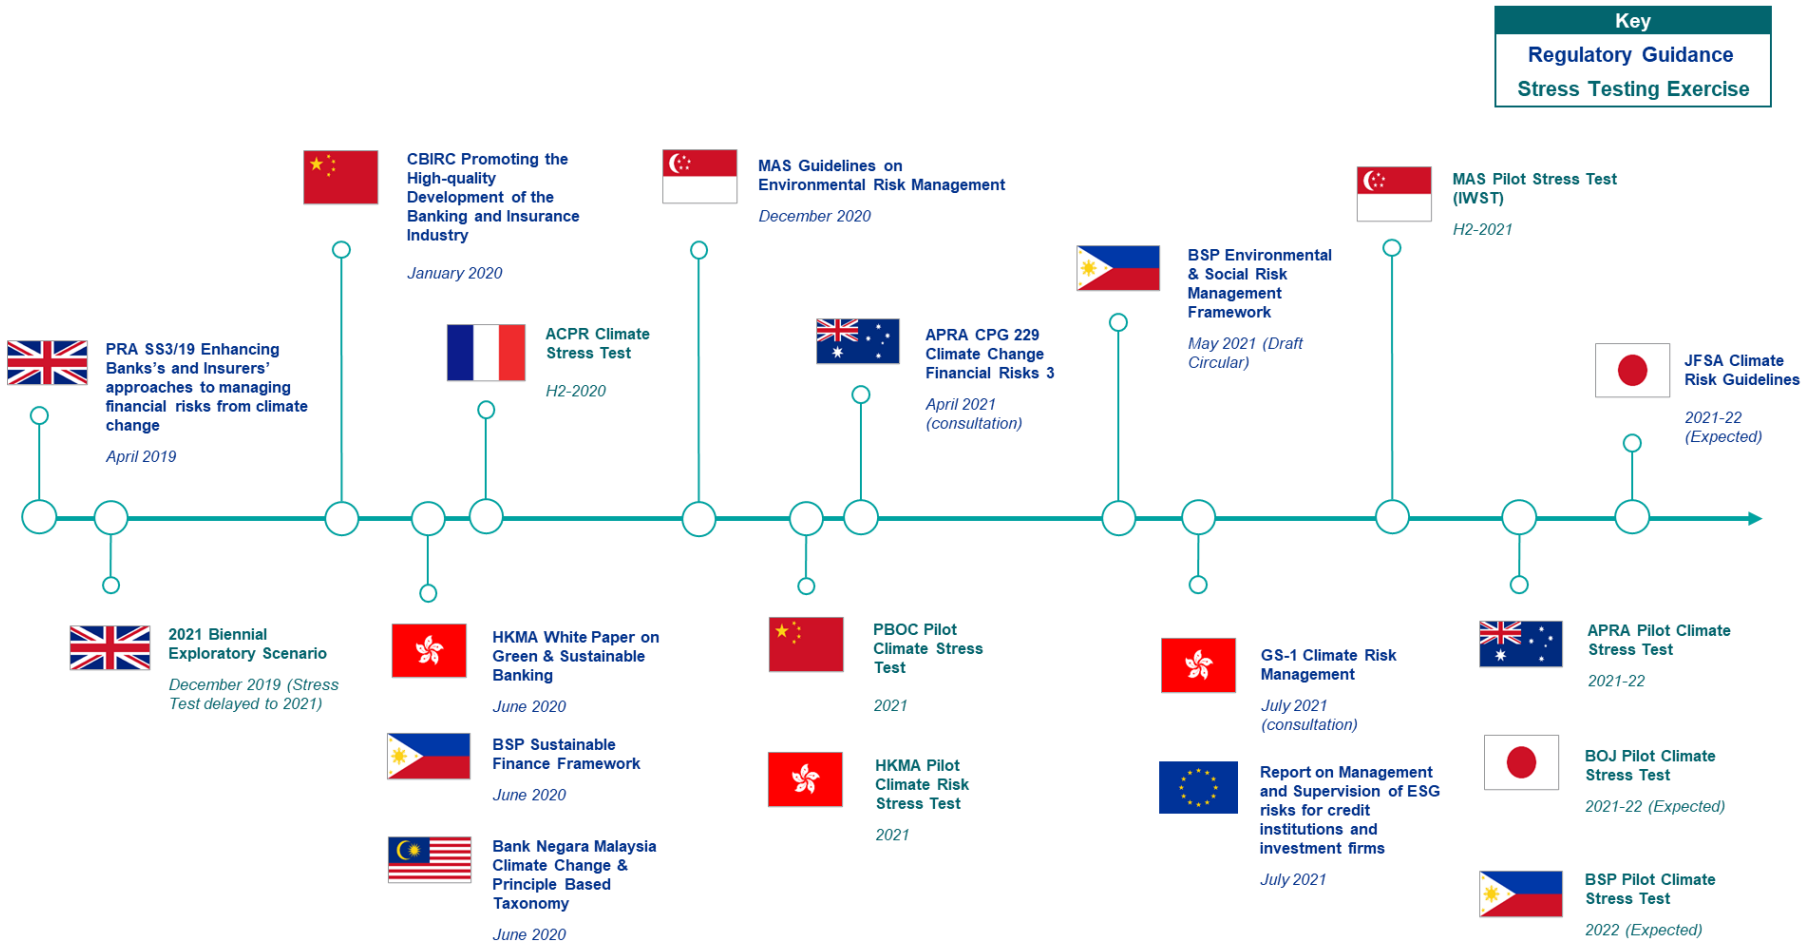 Key
Regulatory Guidance
Stress Testing Exercise
CBIRC Promoting the
High-quality
Development of the
Banking and Insurance
Industry
January 2020
MAS Guidelines on
Environmental Risk Management
December 2020
MAS Pilot Stress Test
(IWST)
H2-2021
BSP Environmental
& Social Risk
Management
Framework
May 2021 (Draft
Circular)
PRA SS3/19 Enhancing
Banks's and Insurers'
approaches to managing
financial risks from climate
change
April 2019
ACPR Climate
Stress Test
H2-2020
APRA CPG 229
Climate Change
Financial Risks 3
April 2021
(consultation)
JFSA Climate
Risk Guidelines
2021-22
(Expected)
2021 Biennial
Exploratory Scenario
December 2019 (Stress
Test delayed to 2021)
HKMA White Paper on
Green & Sustainable
Banking
June 2020
BSP Sustainable
Finance Framework
June 2020
Bank Negara Malaysia
Climate Change &
Principle Based
Taxonomy
June 2020
PBOC Pilot
Climate Stress
Test
2021
HKMA Pilot
Climate Risk
Stress Test
2021
GS-1 Climate Risk
Management
July 2021
(consultation)
Report on Management
and Supervision of ESG
risks for credit
institutions and
investment firms
July 2021
APRA Pilot Climate
Stress Test
2021-22
BOJ Pilot Climate
Stress Test
2021-22 (Expected)
BSP Pilot Climate
Stress Test
2022 (Expected)